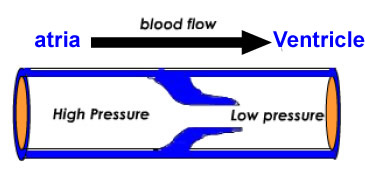 blood flow
atria Ventricle
High Pressure Low pressure